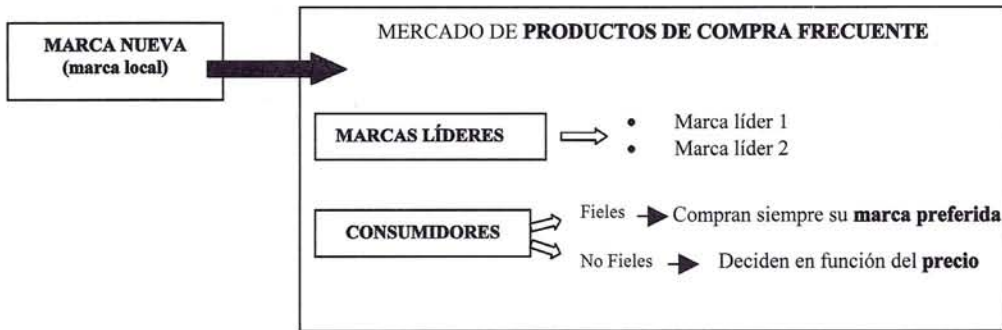 MARCA NUEVA
(marca local)
MERCADO DE PRODUCTOS DE COMPRA FRECUENTE
MARCAS LÍDERES
• Marca líder 1
• Marca líder 2
CONSUMIDORES
Fieles
Compran siempre su marca preferida
No Fieles
Deciden en función del precio